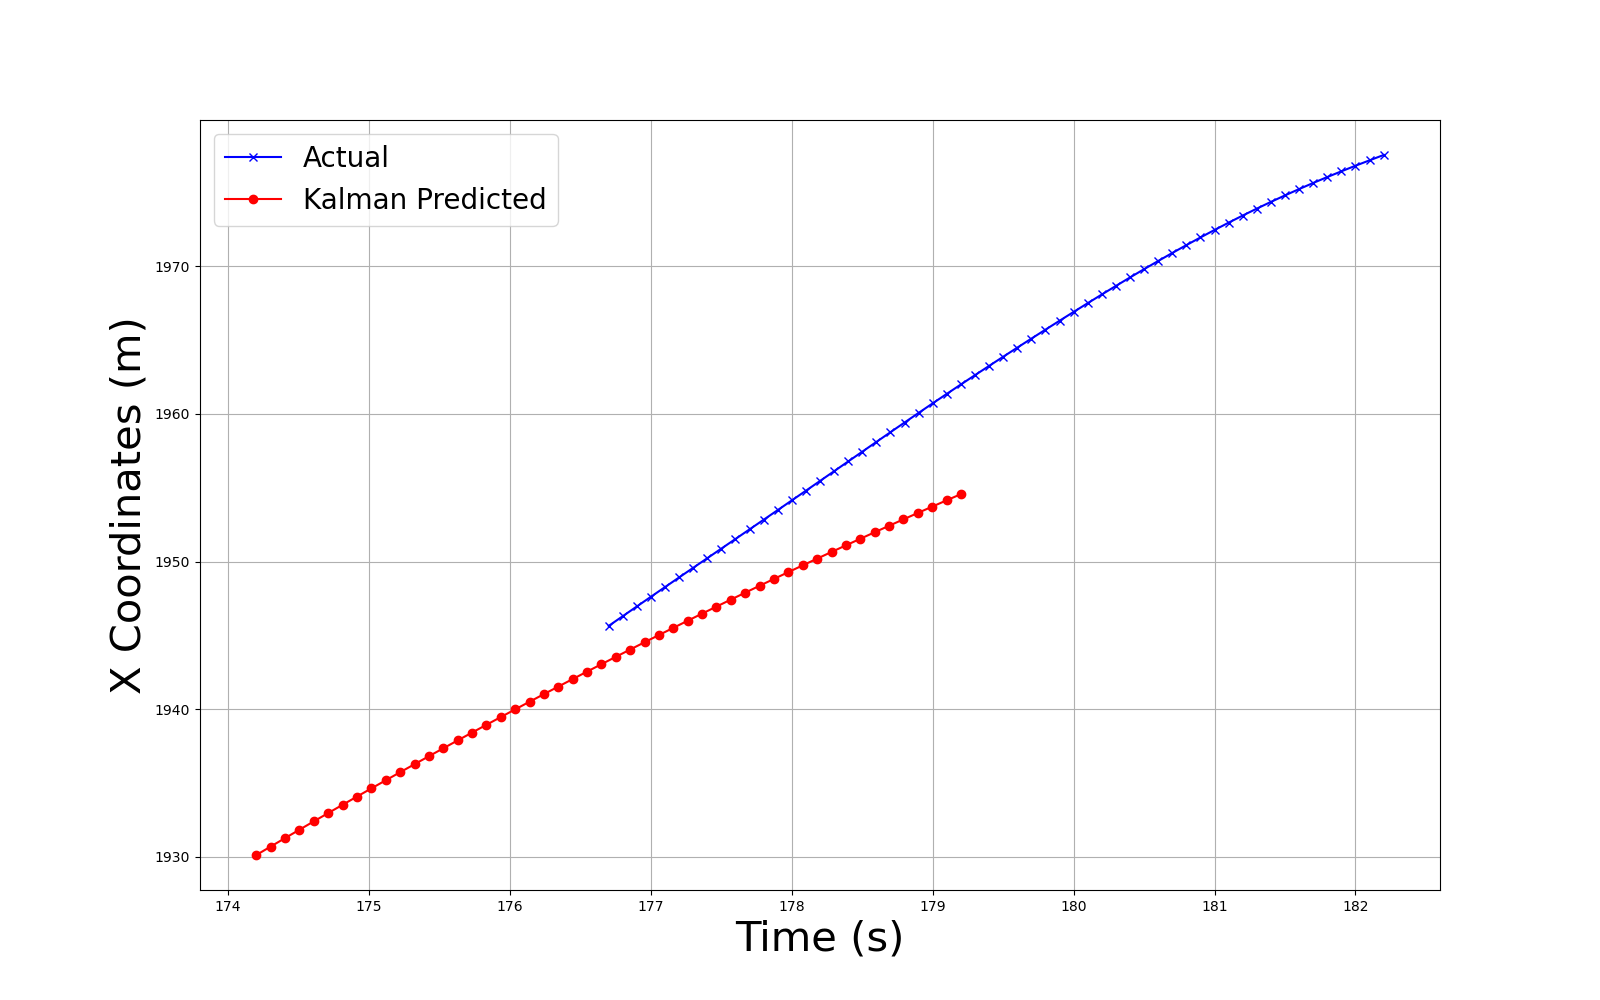 Actual
Kalman Predicted
1970
1960
1950
1940
1930
X Coordinates (m)
174 175 176 177 178 179 180 181 182
Time (s)